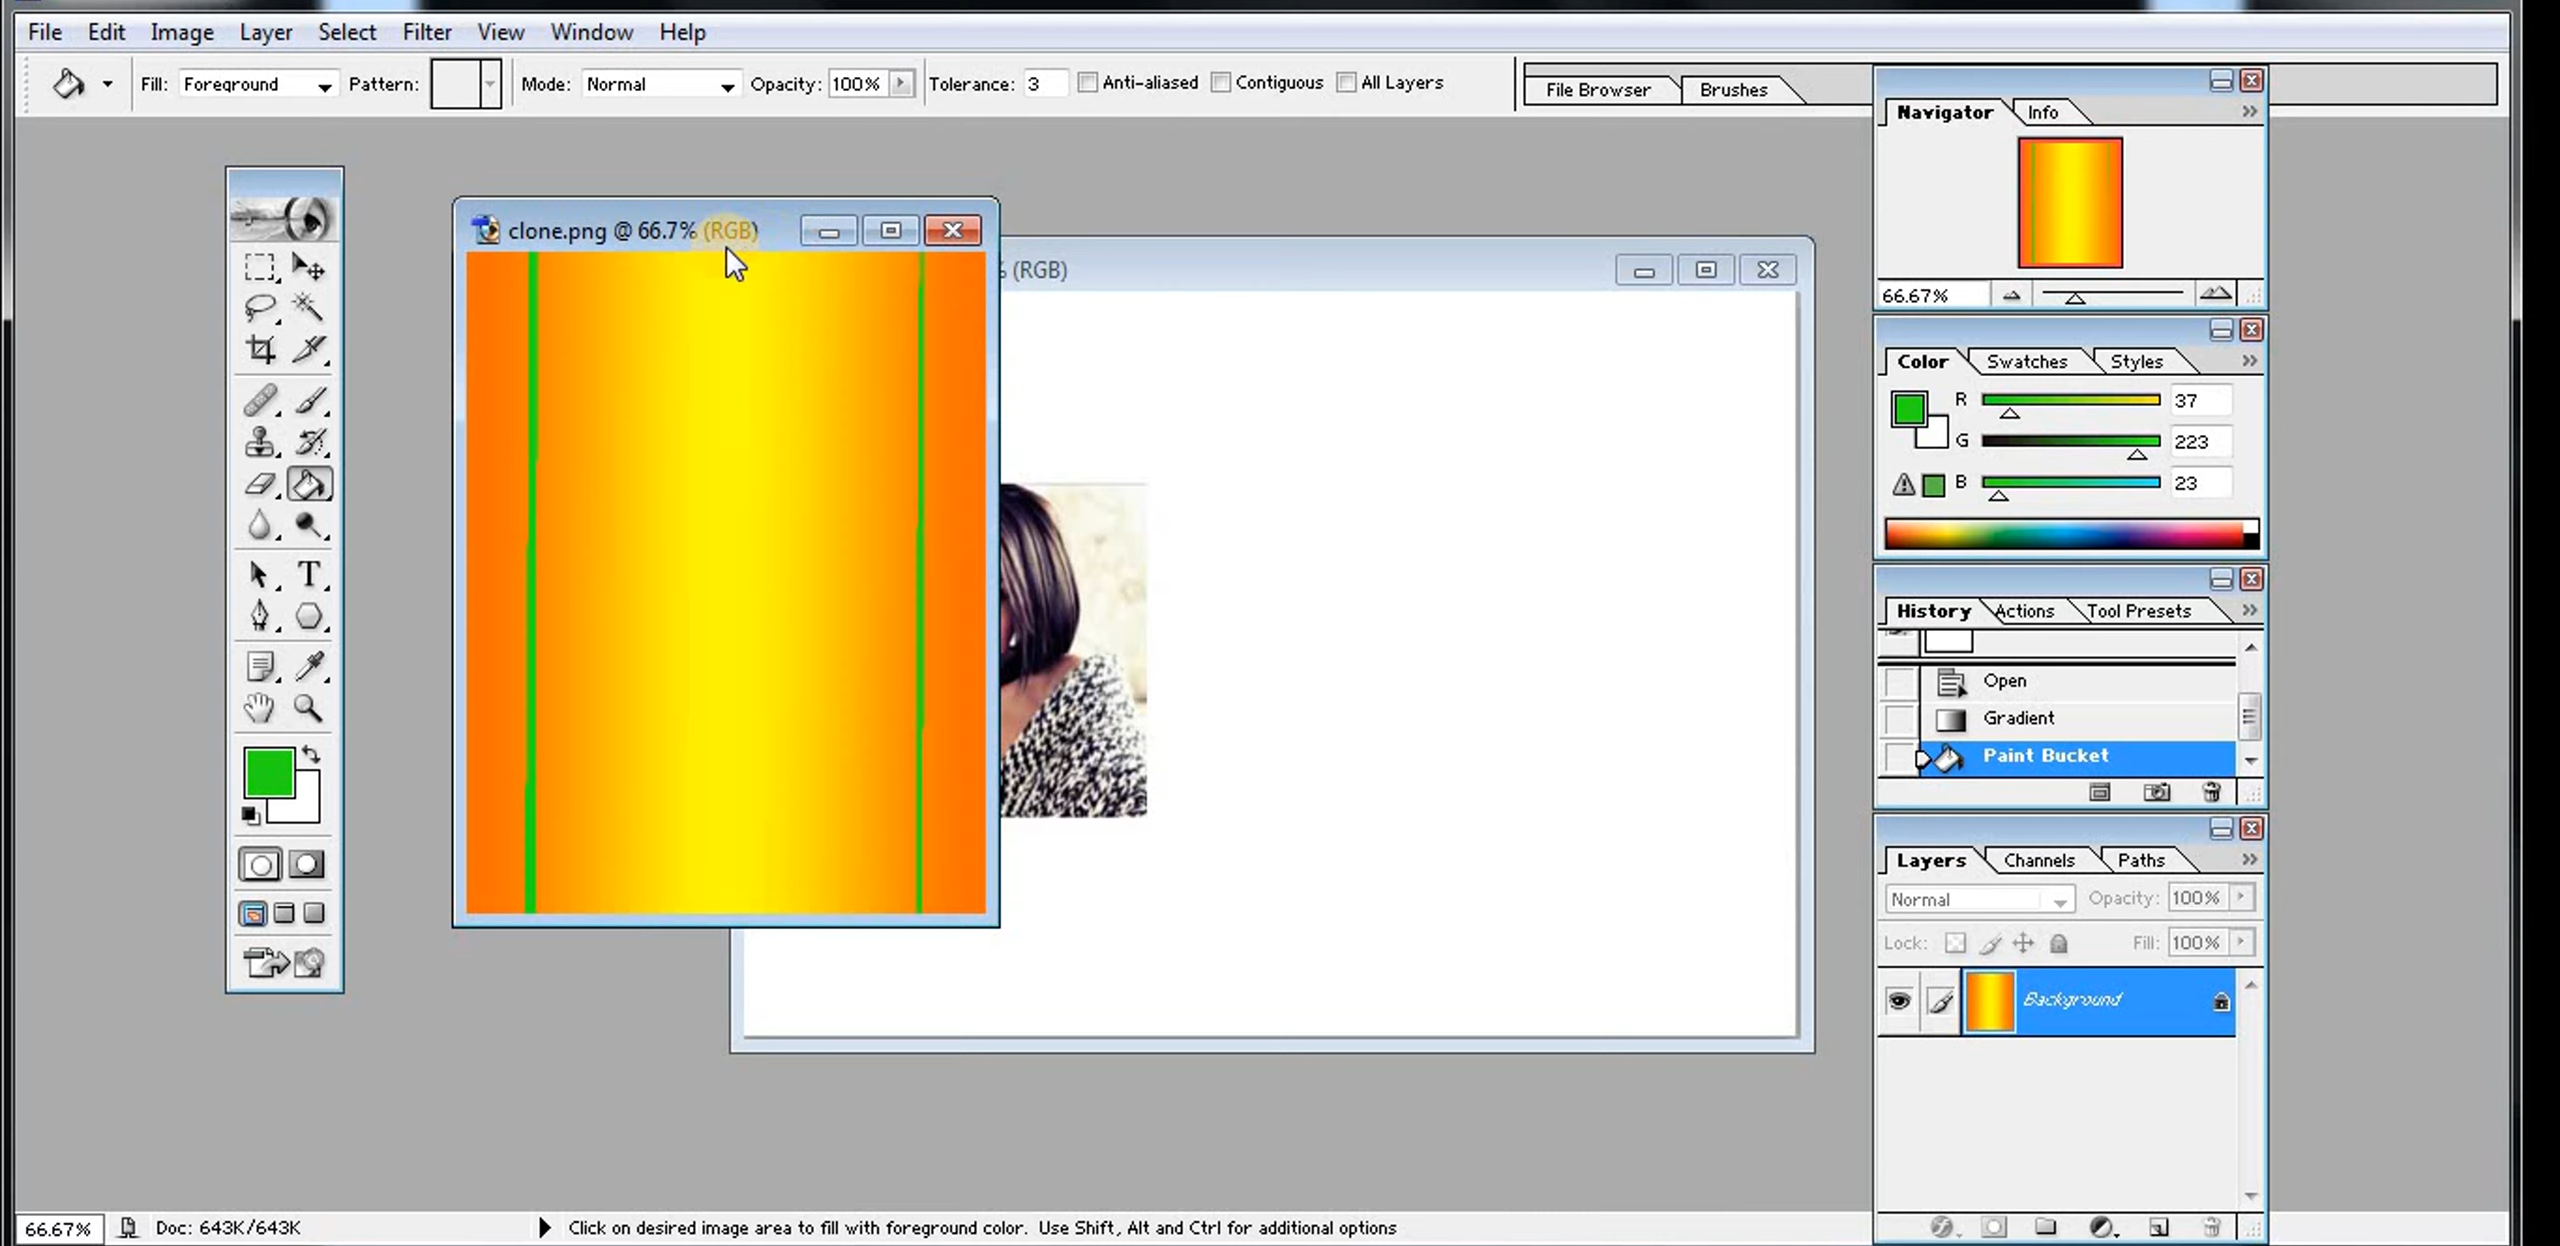 File Edit Image Layer Select Filter View Window Help
Fill: Foreground Pattern: Mode: Normal Opacity: 100% Tolerance: 3 Anti-aliased Contiguous All Layers
File Browser Brushes
Navigator Info
66.67%
clone.png @ 66.7% (RGB)
(RGB)
Color Swatches Styles
R 37
G 223
B 23
T
History Actions Tool Presets
Open
Gradient
Paint Bucket
Layers Channels Paths
Normal Opacity: 100%
Lock: Fill: 100%
Background
66.67% Doc: 643K/643K Click on desired image area to fill with foreground color. Use Shift, Alt and Ctrl for additional options